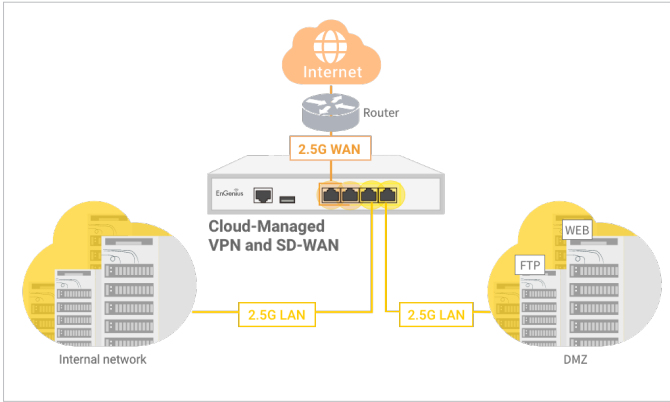 Internet
Router
2.5G WAN
EnGenius
Cloud-Managed
VPN and SD-WAN
WEB
FTP
2.5G LAN
2.5G LAN
Internal network
DMZ